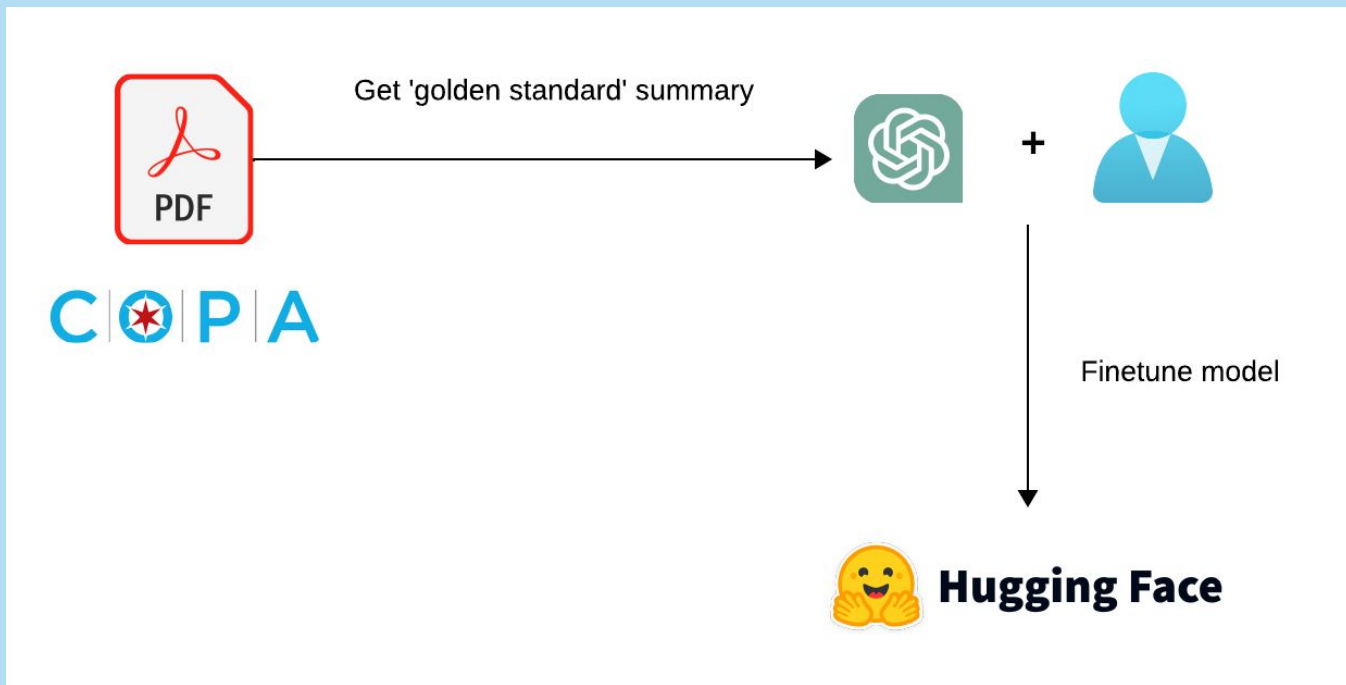 Get 'golden standard' summary
PDF
+
COPA
Finetune model
Hugging Face